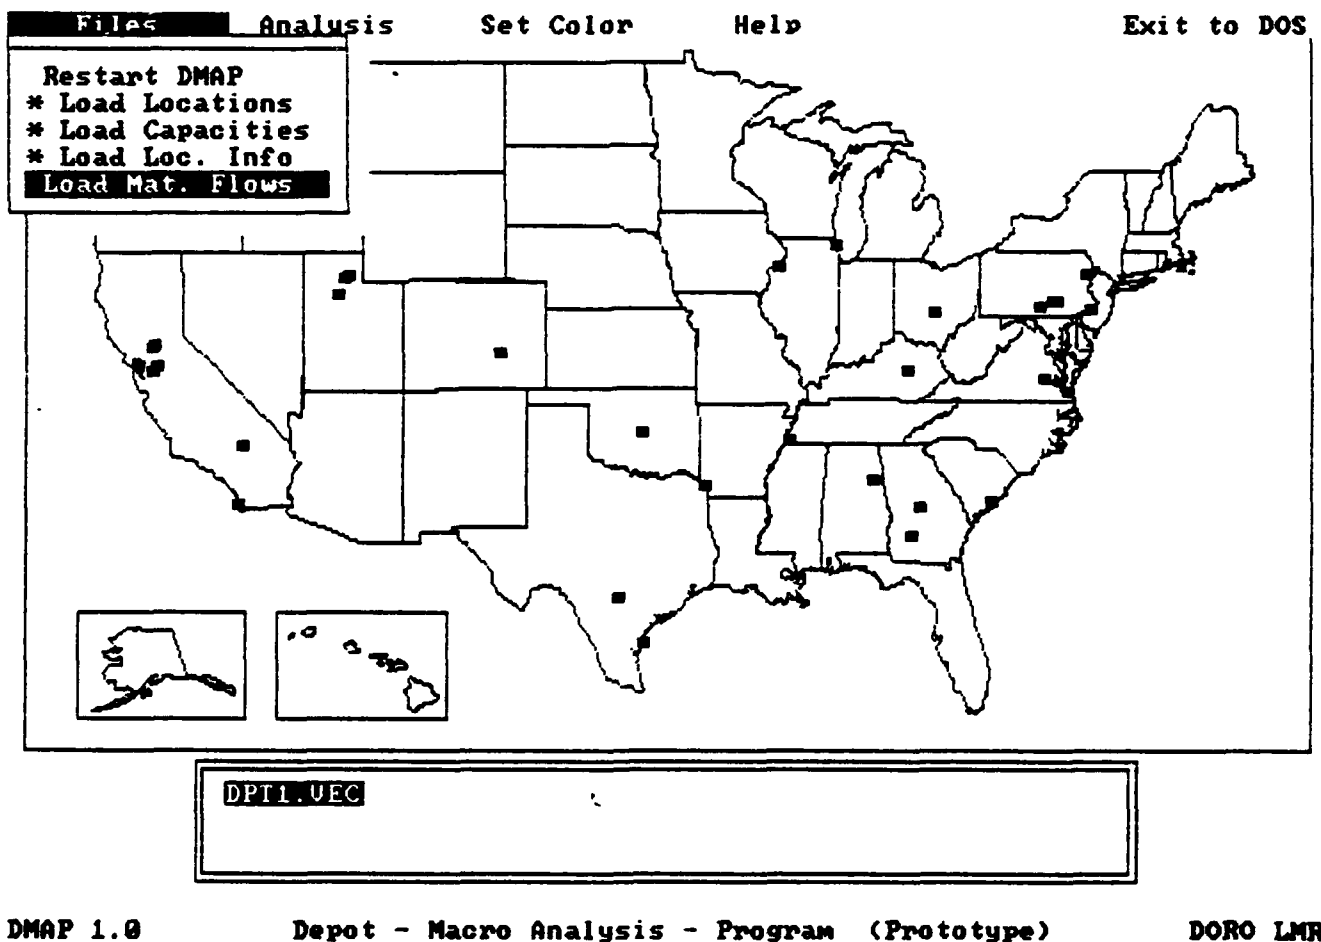 Files Analysis Set Color Help Exit to DOS
Restart DMAP
* Load Locations
* Load Capacities
* Load Loc. Info
Load Mat. Flows
DPT1.VEC
DMAP 1.0 Depot - Macro Analysis - Program (Prototype) DORO LMR